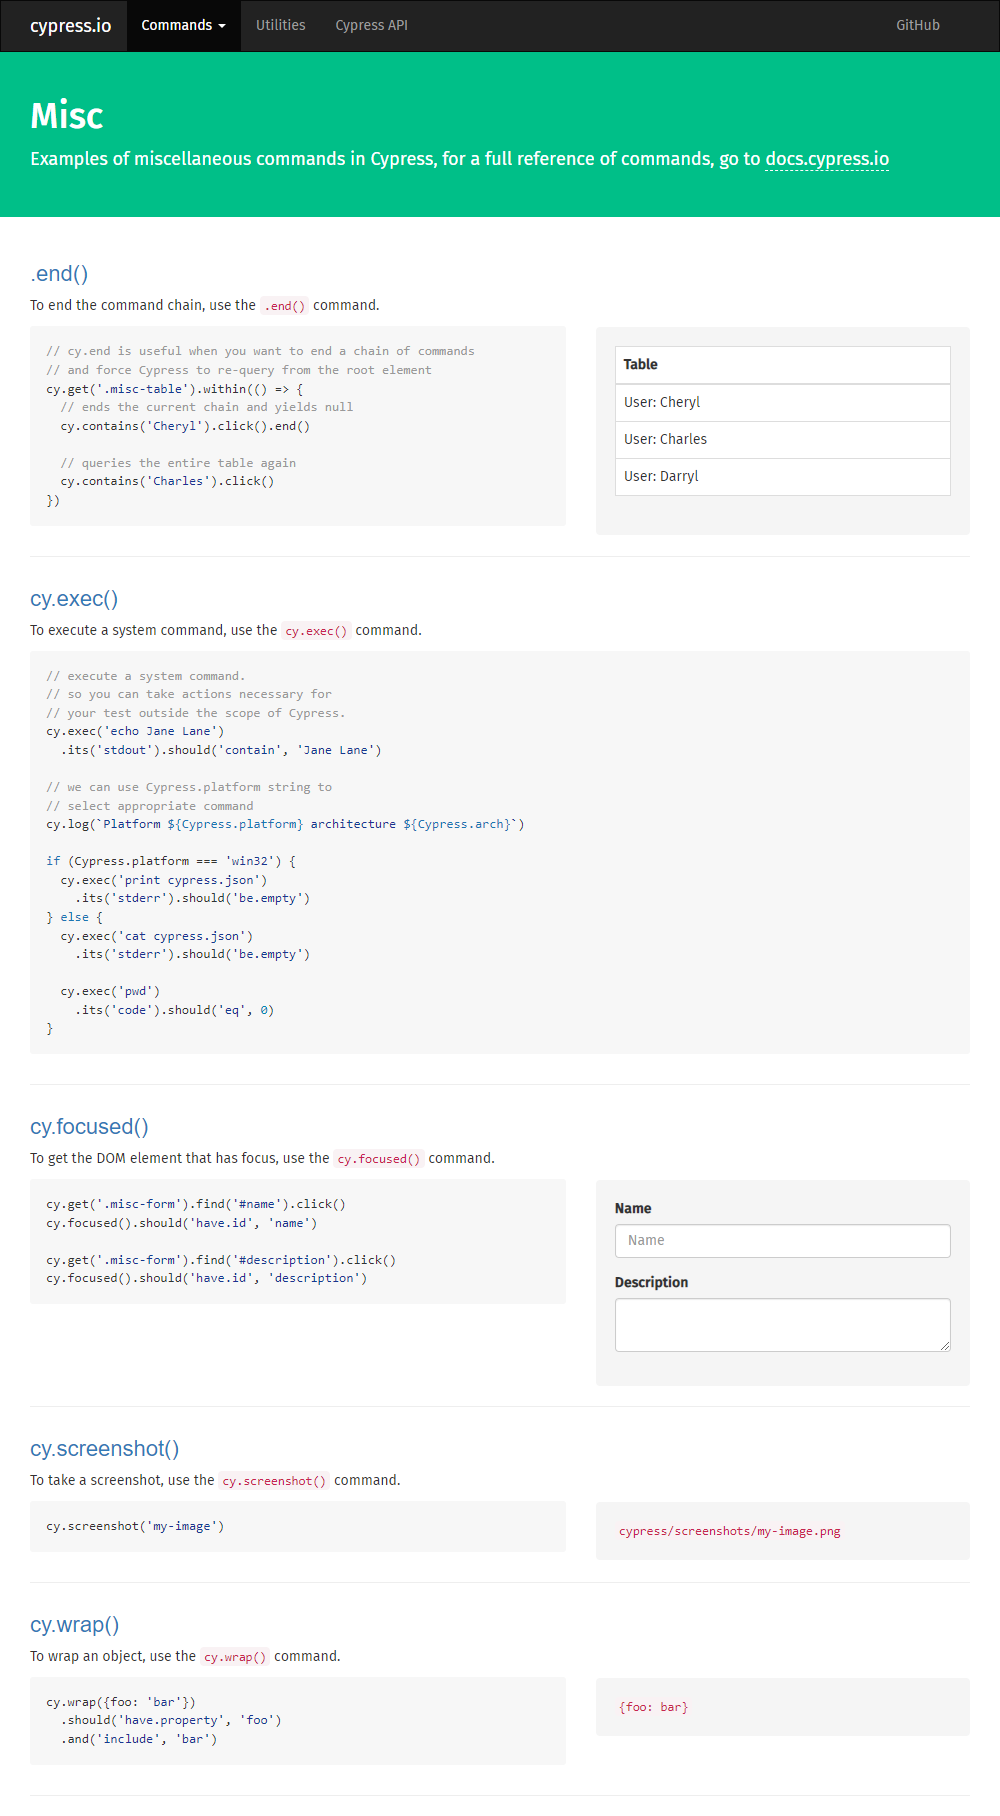 cypress.io Commands Utilities Cypress API GitHub
Misc
Examples of miscellaneous commands in Cypress, for a full reference of commands, go to docs.cypress.io
.end()
To end the command chain, use the .end() command.
// cy.end is useful when you want to end a chain of commands
// and force Cypress to re-query from the root element
cy.get('.misc-table').within(() => {
  // ends the current chain and yields null
  cy.contains('Cheryl').click().end()

  // queries the entire table again
  cy.contains('Charles').click()
})
Table
User: Cheryl
User: Charles
User: Darryl
cy.exec()
To execute a system command, use the cy.exec() command.
// execute a system command.
// so you can take actions necessary for
// your test outside the scope of Cypress.
cy.exec('echo Jane Lane')
  .its('stdout').should('contain', 'Jane Lane')

// we can use Cypress.platform string to
// select appropriate command
cy.log(`Platform ${Cypress.platform} architecture ${Cypress.arch}`)

if (Cypress.platform === 'win32') {
  cy.exec('print cypress.json')
    .its('stderr').should('be.empty')
} else {
  cy.exec('cat cypress.json')
    .its('stderr').should('be.empty')

  cy.exec('pwd')
    .its('code').should('eq', 0)
}
cy.focused()
To get the DOM element that has focus, use the cy.focused() command.
cy.get('.misc-form').find('#name').click()
cy.focused().should('have.id', 'name')

cy.get('.misc-form').find('#description').click()
cy.focused().should('have.id', 'description')
Name
Name
Description
cy.screenshot()
To take a screenshot, use the cy.screenshot() command.
cy.screenshot('my-image')
cypress/screenshots/my-image.png
cy.wrap()
To wrap an object, use the cy.wrap() command.
cy.wrap({foo: 'bar'})
  .should('have.property', 'foo')
  .and('include', 'bar')
{foo: bar}